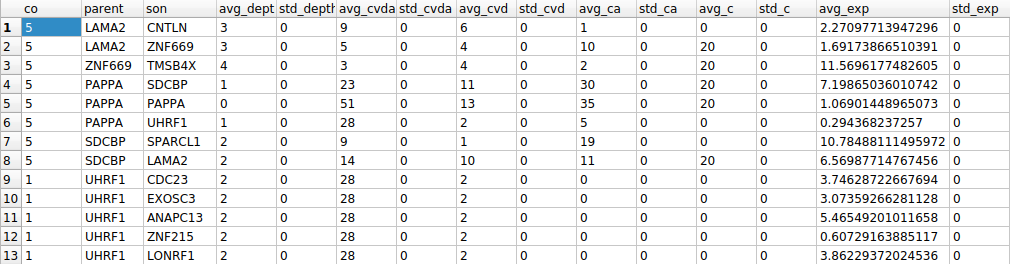 co parent son avg_dept std_depth avg_cvda std_cvda avg_cvd std_cvd avg_ca std_ca avg_c std_c avg_exp std_exp
1 5 LAMA2 CNTLN 3 0 9 0 6 0 1 0 0 0 2.27097713947296 0
2 5 LAMA2 ZNF669 3 0 5 0 4 0 10 0 20 0 1.69173866510391 0
3 5 ZNF669 TMSB4X 4 0 3 0 4 0 2 0 20 0 11.5696177482605 0
4 5 PAPPA SDCBP 1 0 23 0 11 0 30 0 20 0 7.19865036010742 0
5 5 PAPPA PAPPA 0 0 51 0 13 0 35 0 20 0 1.06901448965073 0
6 5 PAPPA UHRF1 1 0 28 0 2 0 5 0 0 0 0.294368237257 0
7 5 SDCBP SPARCL1 2 0 9 0 1 0 19 0 0 0 10.78488111495972 0
8 5 SDCBP LAMA2 2 0 14 0 10 0 11 0 20 0 6.56987714767456 0
9 1 UHRF1 CDC23 2 0 28 0 2 0 0 0 0 0 3.74628722667694 0
10 1 UHRF1 EXOSC3 2 0 28 0 2 0 0 0 0 0 3.07359266281128 0
11 1 UHRF1 ANAPC13 2 0 28 0 2 0 0 0 0 0 5.46549201011658 0
12 1 UHRF1 ZNF215 2 0 28 0 2 0 0 0 0 0 0.60729163885117 0
13 1 UHRF1 LONRF1 2 0 28 0 2 0 0 0 0 0 3.86229372024536 0